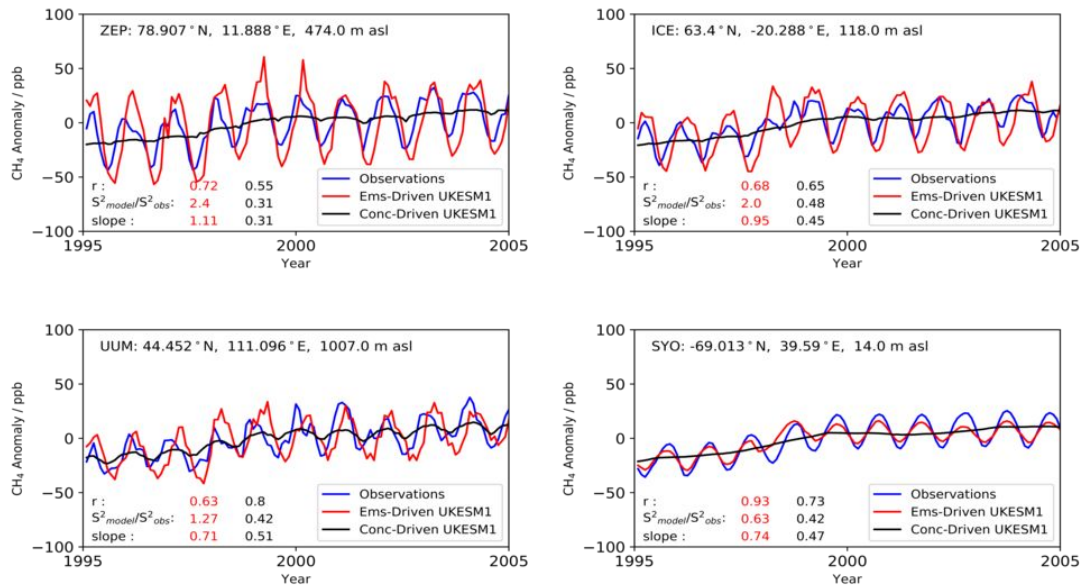 ZEP: 78.907°N, 11.888°E, 474.0 m asl
CH₄ Anomaly / ppb
100
50
0
−50
−100
r : 0.72 0.55
S²model/S²obs: 2.4 0.31
slope : 1.11 0.31
Observations
Ems-Driven UKESM1
Conc-Driven UKESM1
1995 2000 2005
Year
ICE: 63.4°N, -20.288°E, 118.0 m asl
CH₄ Anomaly / ppb
100
50
0
−50
−100
r : 0.68 0.65
S²model/S²obs: 2.0 0.48
slope : 0.95 0.45
Observations
Ems-Driven UKESM1
Conc-Driven UKESM1
1995 2000 2005
Year
UUM: 44.452°N, 111.096°E, 1007.0 m asl
CH₄ Anomaly / ppb
100
50
0
−50
−100
r : 0.63 0.8
S²model/S²obs: 1.27 0.42
slope : 0.71 0.51
Observations
Ems-Driven UKESM1
Conc-Driven UKESM1
1995 2000 2005
Year
SYO: -69.013°N, 39.59°E, 14.0 m asl
CH₄ Anomaly / ppb
100
50
0
−50
−100
r : 0.93 0.73
S²model/S²obs: 0.63 0.42
slope : 0.74 0.47
Observations
Ems-Driven UKESM1
Conc-Driven UKESM1
1995 2000 2005
Year